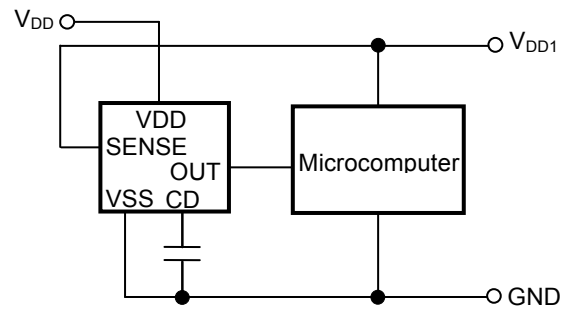 VDD
VDD1
VDD
SENSE
OUT
Microcomputer
VSS CD
GND